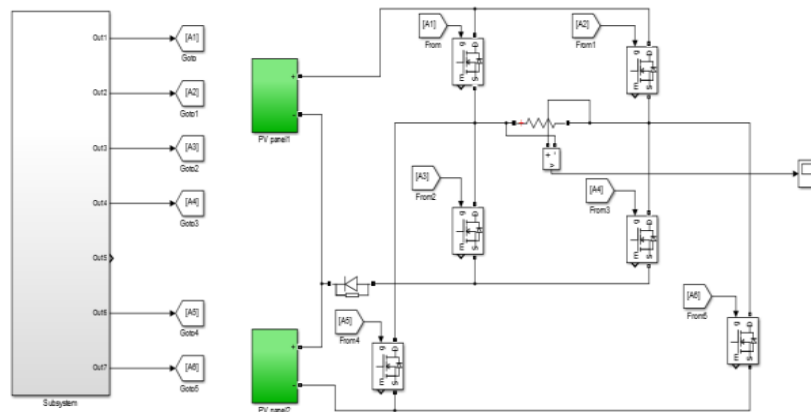 Out1
[A1]
Goto
Out2
[A2]
Goto1
Out3
[A3]
Goto2
Out4
[A4]
Goto3
Out5
Out6
[A5]
Goto4
Out7
[A6]
Goto5
Subsystem
+
-
PV panel1
+
-
PV panel2
[A1]
From
g D
m S
[A2]
From1
g D
m S
+
+ -
v
[A3]
From2
g D
m S
[A4]
From3
g D
m S
[A5]
From4
g D
m S
[A6]
From5
g D
m S